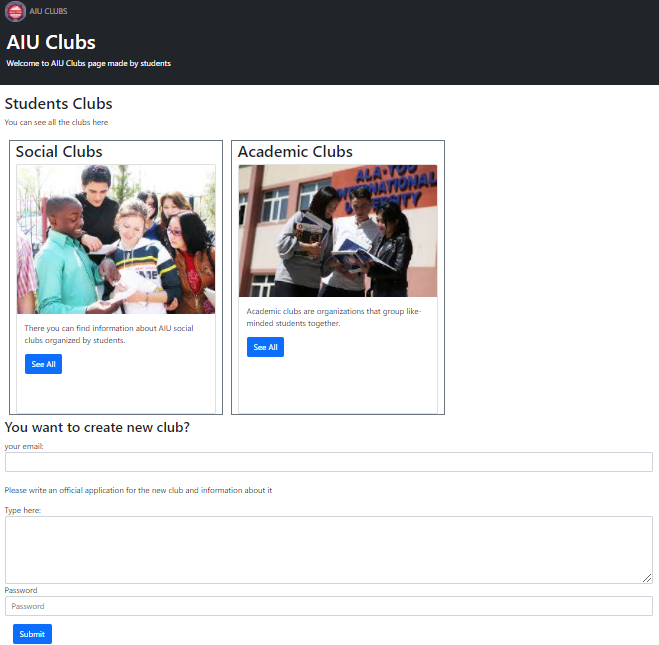 AIU CLUBS
AIU Clubs
Welcome to AIU Clubs page made by students
Students Clubs
You can see all the clubs here
Social Clubs
Academic Clubs
ALA-TOO
INTERNATIONAL
UNIVERSITY
There you can find information about AIU social
clubs organized by students.
See All
Academic clubs are organizations that group like-
minded students together.
See All
You want to create new club?
your email:
Please write an official application for the new club and information about it
Type here:
Password
Password
Submit